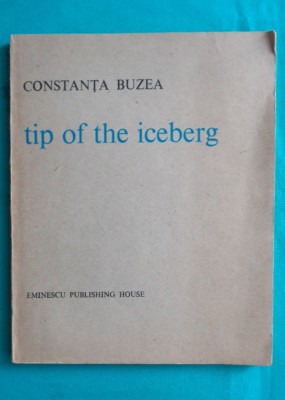 CONSTANȚA BUZEA
tip of the iceberg
EMINESCU PUBLISHING HOUSE